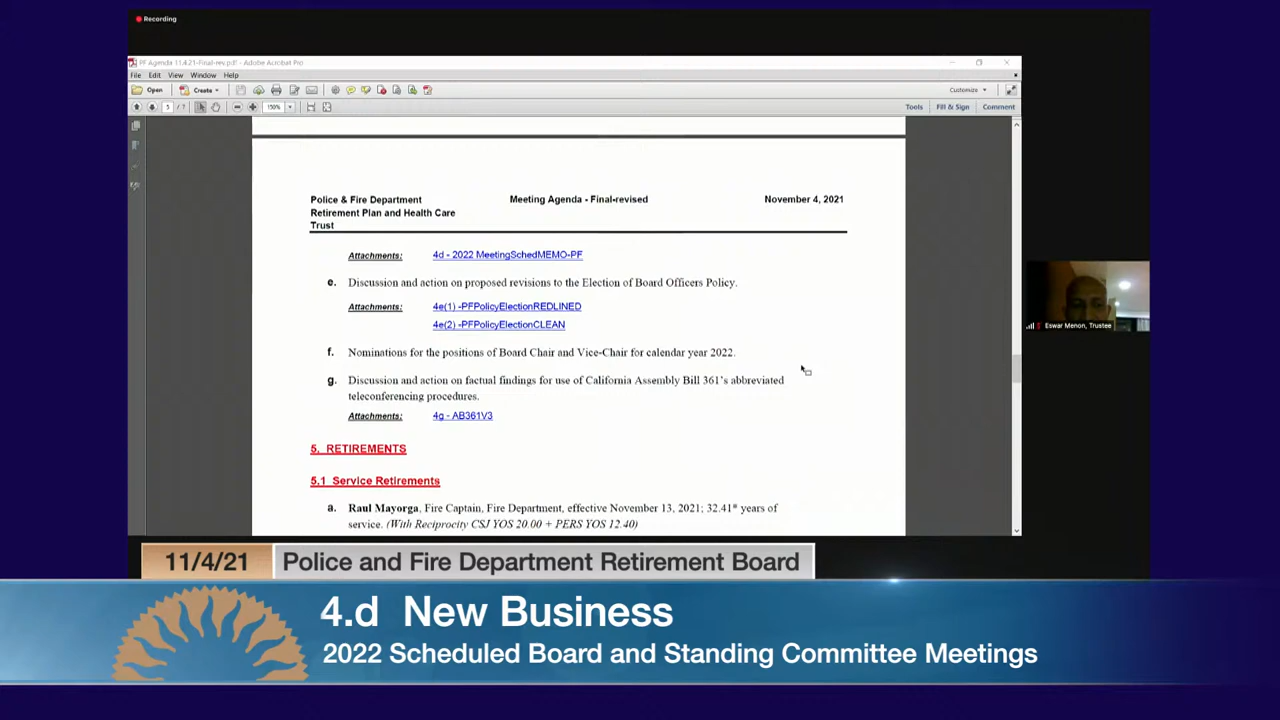 Recording
PF Agenda 11.4.21-Final-rev.pdf - Adobe Acrobat Pro
File Edit View Window Help
Open Create Customize
5 / 7 150% Tools Fill & Sign Comment
Police & Fire Department Meeting Agenda - Final-revised November 4, 2021
Retirement Plan and Health Care
Trust
Attachments: 4d - 2022 MeetingSchedMEMO-PF
e. Discussion and action on proposed revisions to the Election of Board Officers Policy.
Attachments: 4e(1) -PFPolicyElectionREDLINED
4e(2) -PFPolicyElectionCLEAN
f. Nominations for the positions of Board Chair and Vice-Chair for calendar year 2022.
g. Discussion and action on factual findings for use of California Assembly Bill 361's abbreviated
teleconferencing procedures.
Attachments: 4g - AB361V3
5. RETIREMENTS
5.1 Service Retirements
a. Raul Mayorga, Fire Captain, Fire Department, effective November 13, 2021; 32.41* years of
service. (With Reciprocity CSJ YOS 20.00 + PERS YOS 12.40)
Eswar Menon, Trustee
11/4/21 Police and Fire Department Retirement Board
4.d New Business
2022 Scheduled Board and Standing Committee Meetings